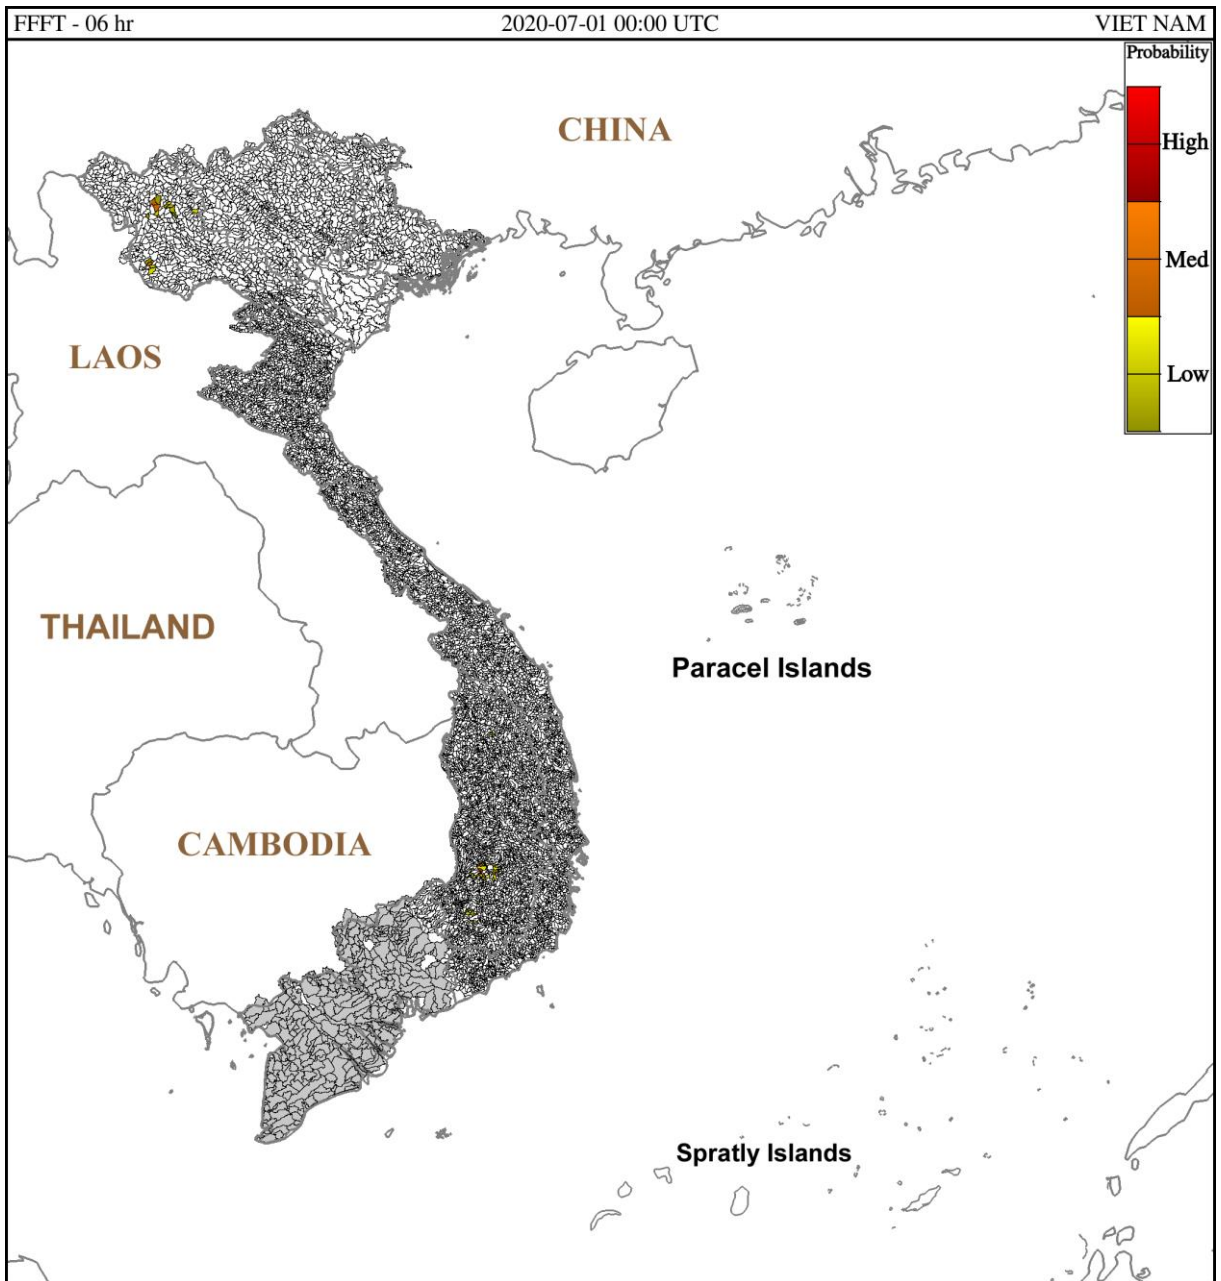 FFFT - 06 hr 2020-07-01 00:00 UTC VIET NAM
Probability
CHINA
High
Med
LAOS
Low
THAILAND
Paracel Islands
CAMBODIA
Spratly Islands